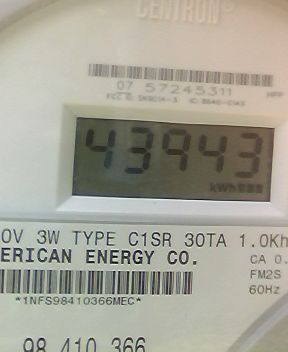 CENTRON®
07 57245311
43943
kWh
0V 3W TYPE C1SR 30TA 1.0Kh
ERICAN ENERGY CO.
CA 0.
FM2S
60Hz
*1NFS98410366MEC*
98 410 366